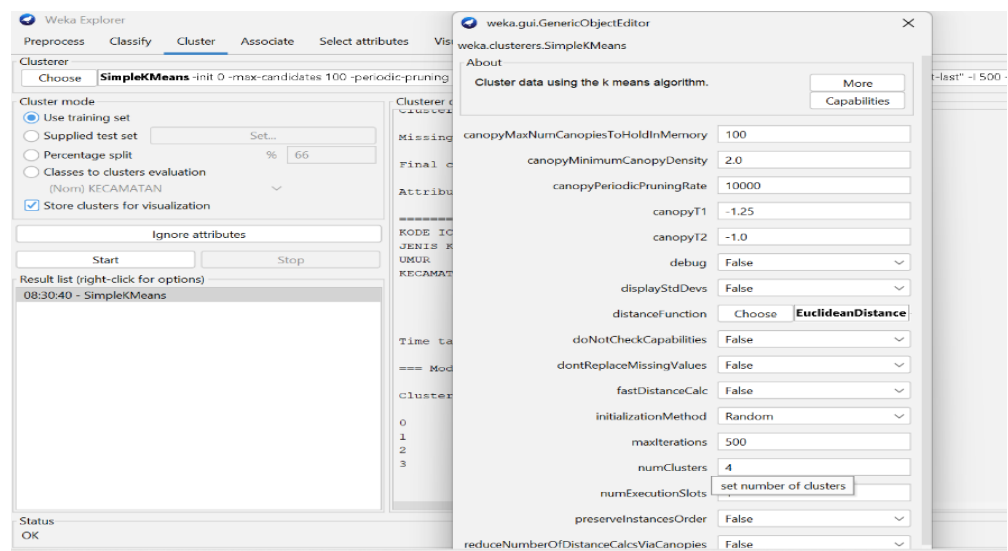 Weka Explorer
Preprocess Classify Cluster Associate Select attributes Vis
Clusterer
Choose SimpleKMeans -init 0 -max-candidates 100 -periodic-pruning
t-last" -I 500 -
Cluster mode
Use training set
Supplied test set Set...
Percentage split % 66
Classes to clusters evaluation
(Nom) KECAMATAN
Store clusters for visualization
Ignore attributes
Start Stop
Result list (right-click for options)
08:30:40 - SimpleKMeans
Clusterer
Missing
Final c
Attribu
KODE IC
JENIS K
UMUR
KECAMAT
Time ta
=== Mod
Cluster
0
1
2
3
Status
OK
weka.gui.GenericObjectEditor
weka.clusterers.SimpleKMeans
About
Cluster data using the k means algorithm.
More
Capabilities
canopyMaxNumCanopiesToHoldInMemory 100
canopyMinimumCanopyDensity 2.0
canopyPeriodicPruningRate 10000
canopyT1 -1.25
canopyT2 -1.0
debug False
displayStdDevs False
distanceFunction Choose EuclideanDistance
doNotCheckCapabilities False
dontReplaceMissingValues False
fastDistanceCalc False
initializationMethod Random
maxIterations 500
numClusters 4
set number of clusters
numExecutionSlots
preserveInstancesOrder False
reduceNumberOfDistanceCalcsViaCanopies False